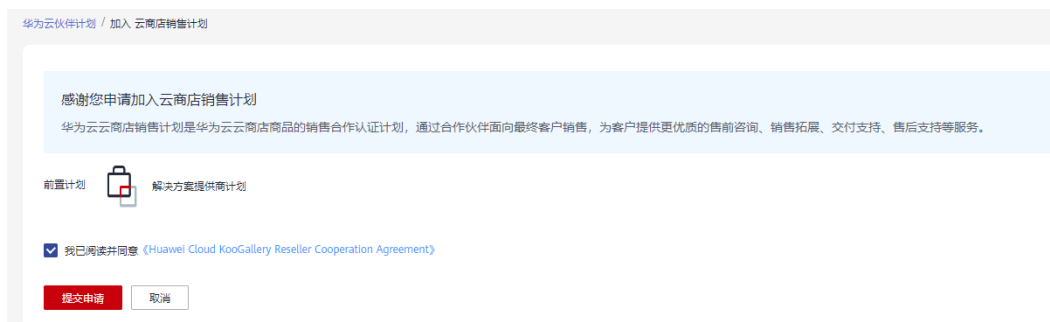 华为云伙伴计划 / 加入 云商店销售计划
感谢您申请加入云商店销售计划
华为云云商店销售计划是华为云云商店商品的销售合作认证计划，通过合作伙伴面向最终客户销售，为客户提供更优质的售前咨询、销售拓展、交付支持、售后支持等服务。
前置计划 解决方案提供商计划
我已阅读并同意《Huawei Cloud KooGallery Reseller Cooperation Agreement》
提交申请 取消